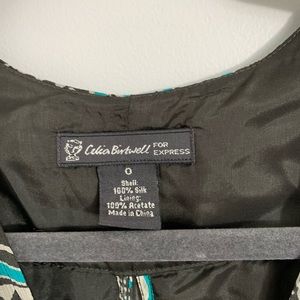 Celia Birtwell FOR
EXPRESS
0
Shell:
100% Silk
Lining:
100% Acetate
Made in China